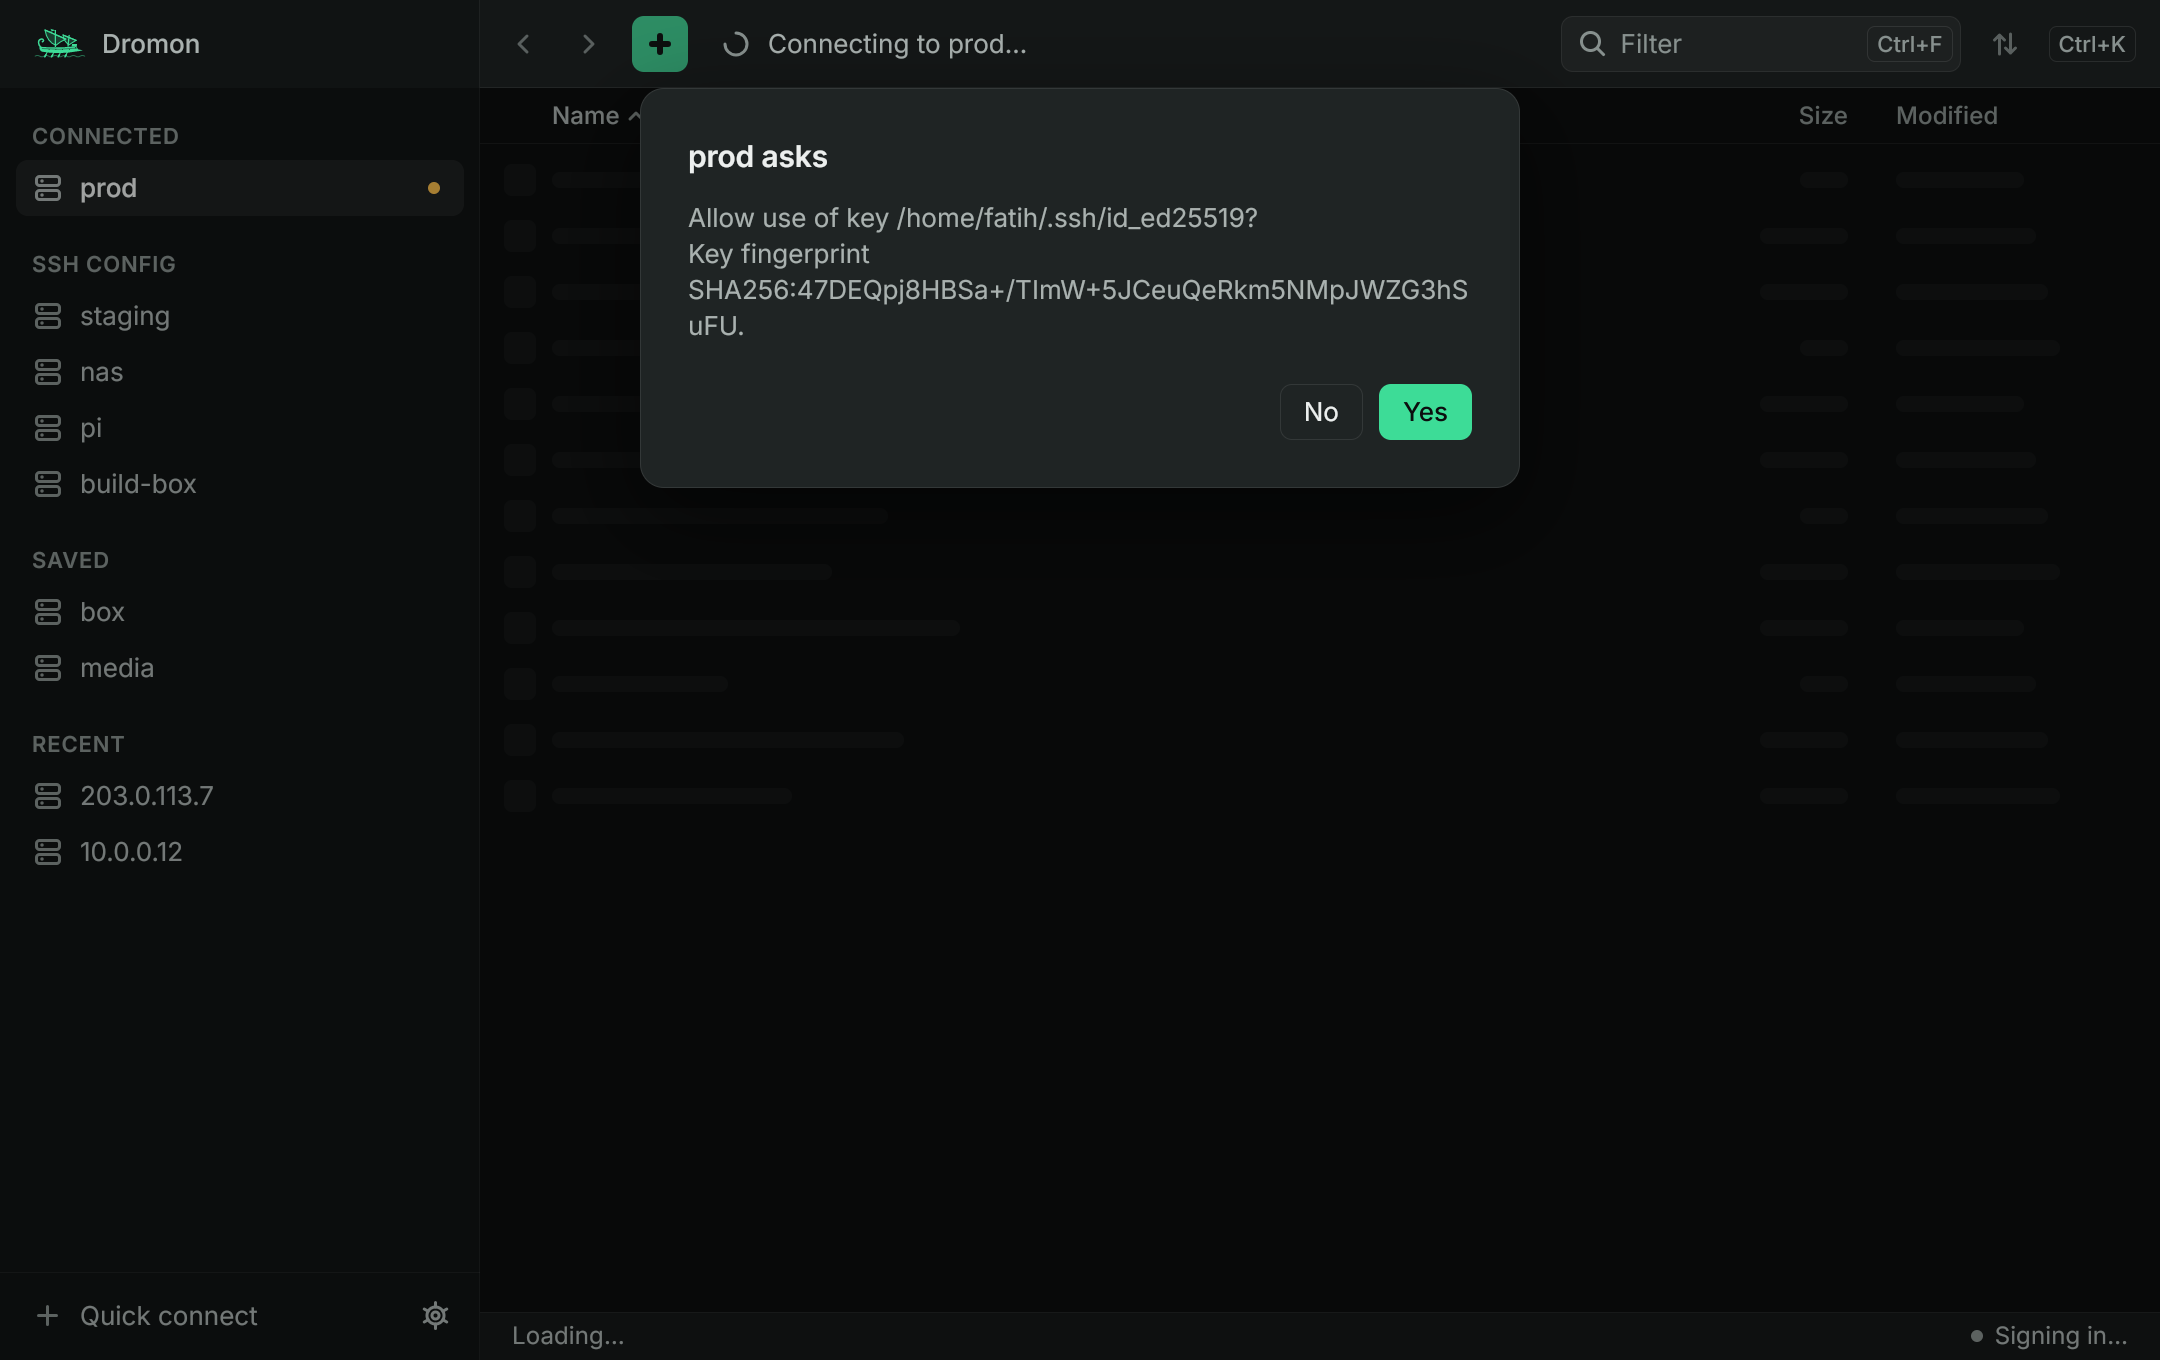 Dromon
Connecting to prod...
Filter
Ctrl+F
Ctrl+K
CONNECTED
prod
SSH CONFIG
staging
nas
pi
build-box
SAVED
box
media
RECENT
203.0.113.7
10.0.0.12
Quick connect
Name
Size
Modified
prod asks
Allow use of key /home/fatih/.ssh/id_ed25519?
Key fingerprint
SHA256:47DEQpj8HBSa+/TImW+5JCeuQeRkm5NMpJWZG3hS
uFU.
No
Yes
Loading...
Signing in...